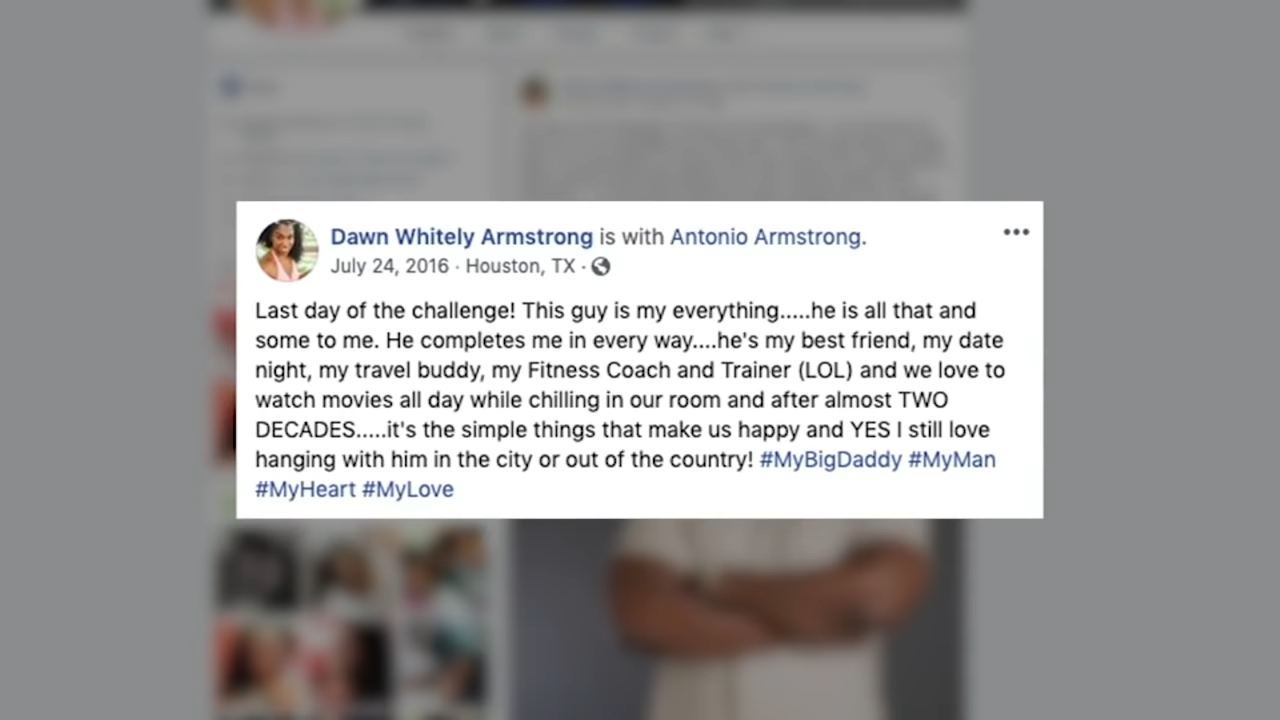 Dawn Whitely Armstrong is with Antonio Armstrong.
July 24, 2016 · Houston, TX ·
Last day of the challenge! This guy is my everything.....he is all that and
some to me. He completes me in every way....he's my best friend, my date
night, my travel buddy, my Fitness Coach and Trainer (LOL) and we love to
watch movies all day while chilling in our room and after almost TWO
DECADES.....it's the simple things that make us happy and YES I still love
hanging with him in the city or out of the country! #MyBigDaddy #MyMan
#MyHeart #MyLove